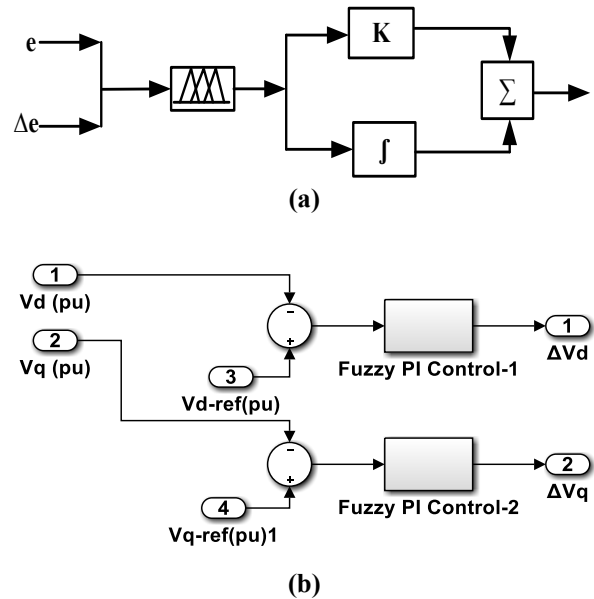 e
Δe
K
∫
∑
(a)
1
Vd (pu)
2
Vq (pu)
-
+
3
Vd-ref(pu)
Fuzzy PI Control-1
1
ΔVd
-
+
4
Vq-ref(pu)1
Fuzzy PI Control-2
2
ΔVq
(b)